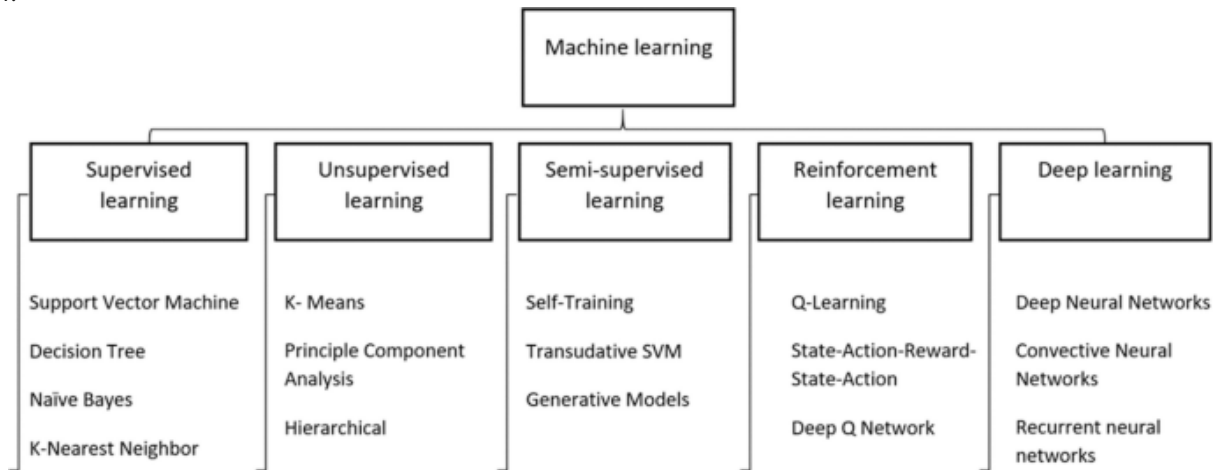 Machine learning
Supervised
learning
Unsupervised
learning
Semi-supervised
learning
Reinforcement
learning
Deep learning
Support Vector Machine
Decision Tree
Naïve Bayes
K-Nearest Neighbor
K- Means
Principle Component
Analysis
Hierarchical
Self-Training
Transudative SVM
Generative Models
Q-Learning
State-Action-Reward-
State-Action
Deep Q Network
Deep Neural Networks
Convective Neural
Networks
Recurrent neural
networks